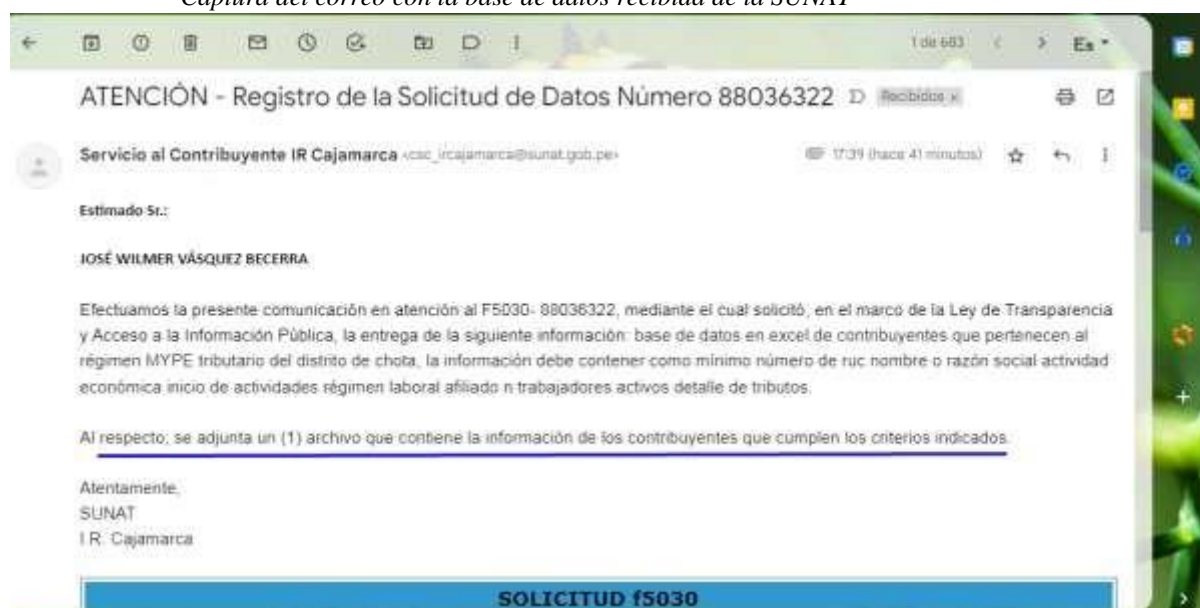 Captura del correo con la base de datos recibida de la SUNAT
1 de 683
Es
ATENCIÓN - Registro de la Solicitud de Datos Número 88036322
Recibidos x
Servicio al Contribuyente IR Cajamarca <csc_ircajamarca@sunat.gob.pe>
17:39 (hace 41 minutos)
Estimado Sr.:
JOSÉ WILMER VÁSQUEZ BECERRA
Efectuamos la presente comunicación en atención al F5030- 88036322, mediante el cual solicitó, en el marco de la Ley de Transparencia
y Acceso a la Información Pública, la entrega de la siguiente información: base de datos en excel de contribuyentes que pertenecen al
régimen MYPE tributario del distrito de chota, la información debe contener como mínimo número de ruc nombre o razón social actividad
económica inicio de actividades régimen laboral afiliado n trabajadores activos detalle de tributos.
Al respecto; se adjunta un (1) archivo que contiene la información de los contribuyentes que cumplen los criterios indicados.
Atentamente,
SUNAT
I.R. Cajamarca
SOLICITUD f5030